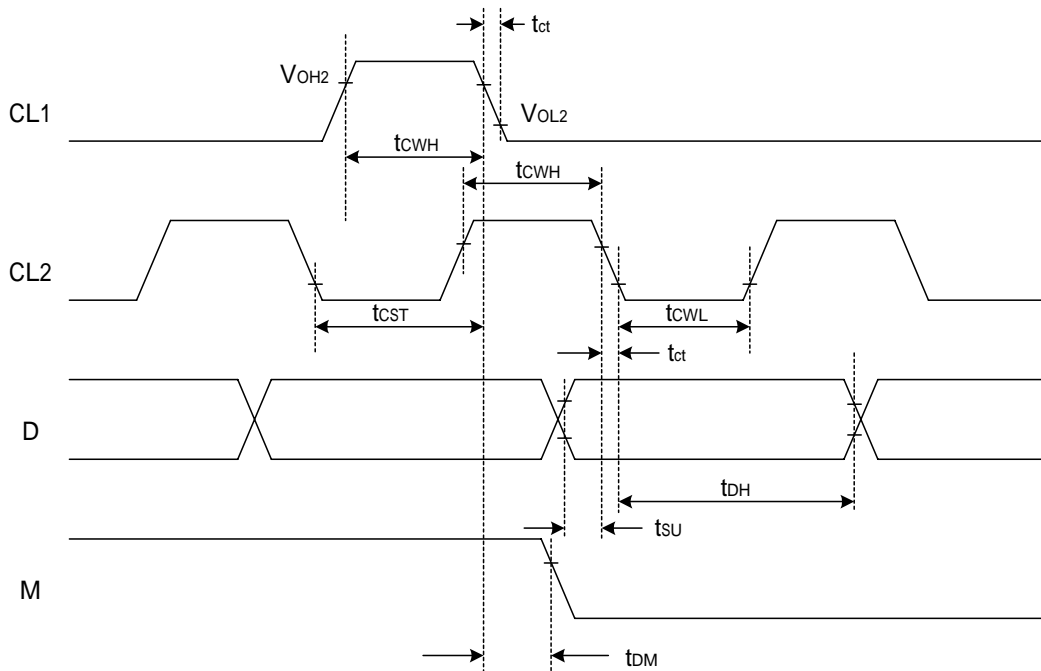 tct
VOH2
CL1
VOL2
tCWH
tCWH
CL2
tCST
tCWL
tct
D
tDH
tSU
M
tDM